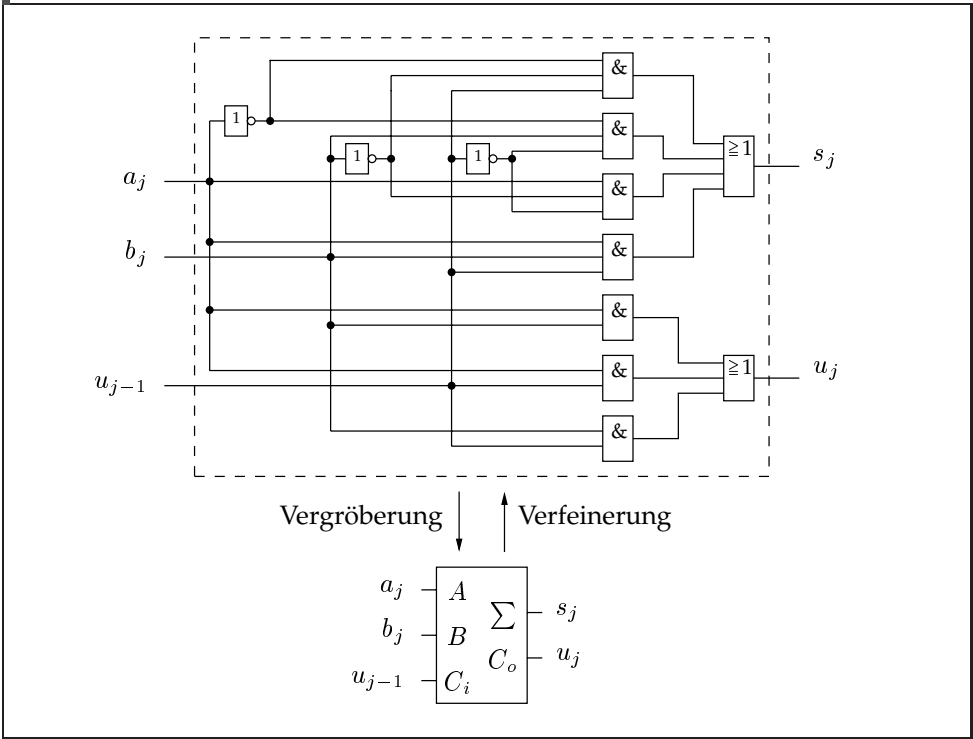 &
1
&
1
1
≧1
s_j
a_j
&
b_j
&
&
u_{j−1}
&
≧1
u_j
&
Vergröberung
Verfeinerung
a_j
A
∑
s_j
b_j
B
C_o
u_j
u_{j−1}
C_i